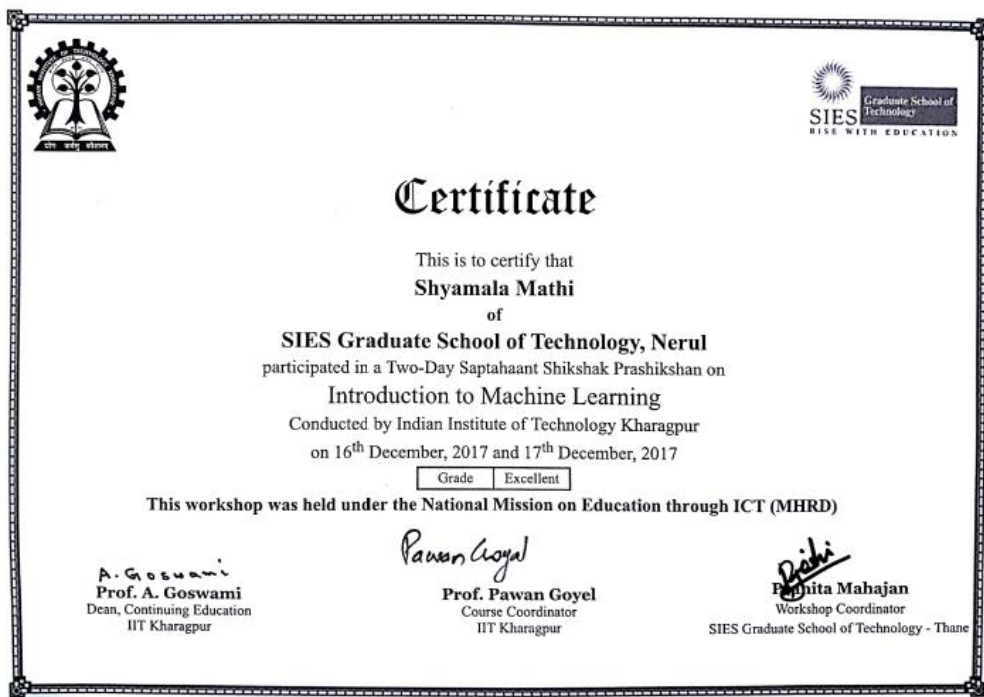 SIES
Graduate School of
Technology
RISE WITH EDUCATION
योगः कर्मसु कौशलम्
Certificate
This is to certify that
Shyamala Mathi
of
SIES Graduate School of Technology, Nerul
participated in a Two-Day Saptahaant Shikshak Prashikshan on
Introduction to Machine Learning
Conducted by Indian Institute of Technology Kharagpur
on 16th December, 2017 and 17th December, 2017
Grade Excellent
This workshop was held under the National Mission on Education through ICT (MHRD)
A. Goswami
Prof. A. Goswami
Dean, Continuing Education
IIT Kharagpur
Pawan Goyal
Prof. Pawan Goyel
Course Coordinator
IIT Kharagpur
Mahajan
Workshop Coordinator
SIES Graduate School of Technology - Thane